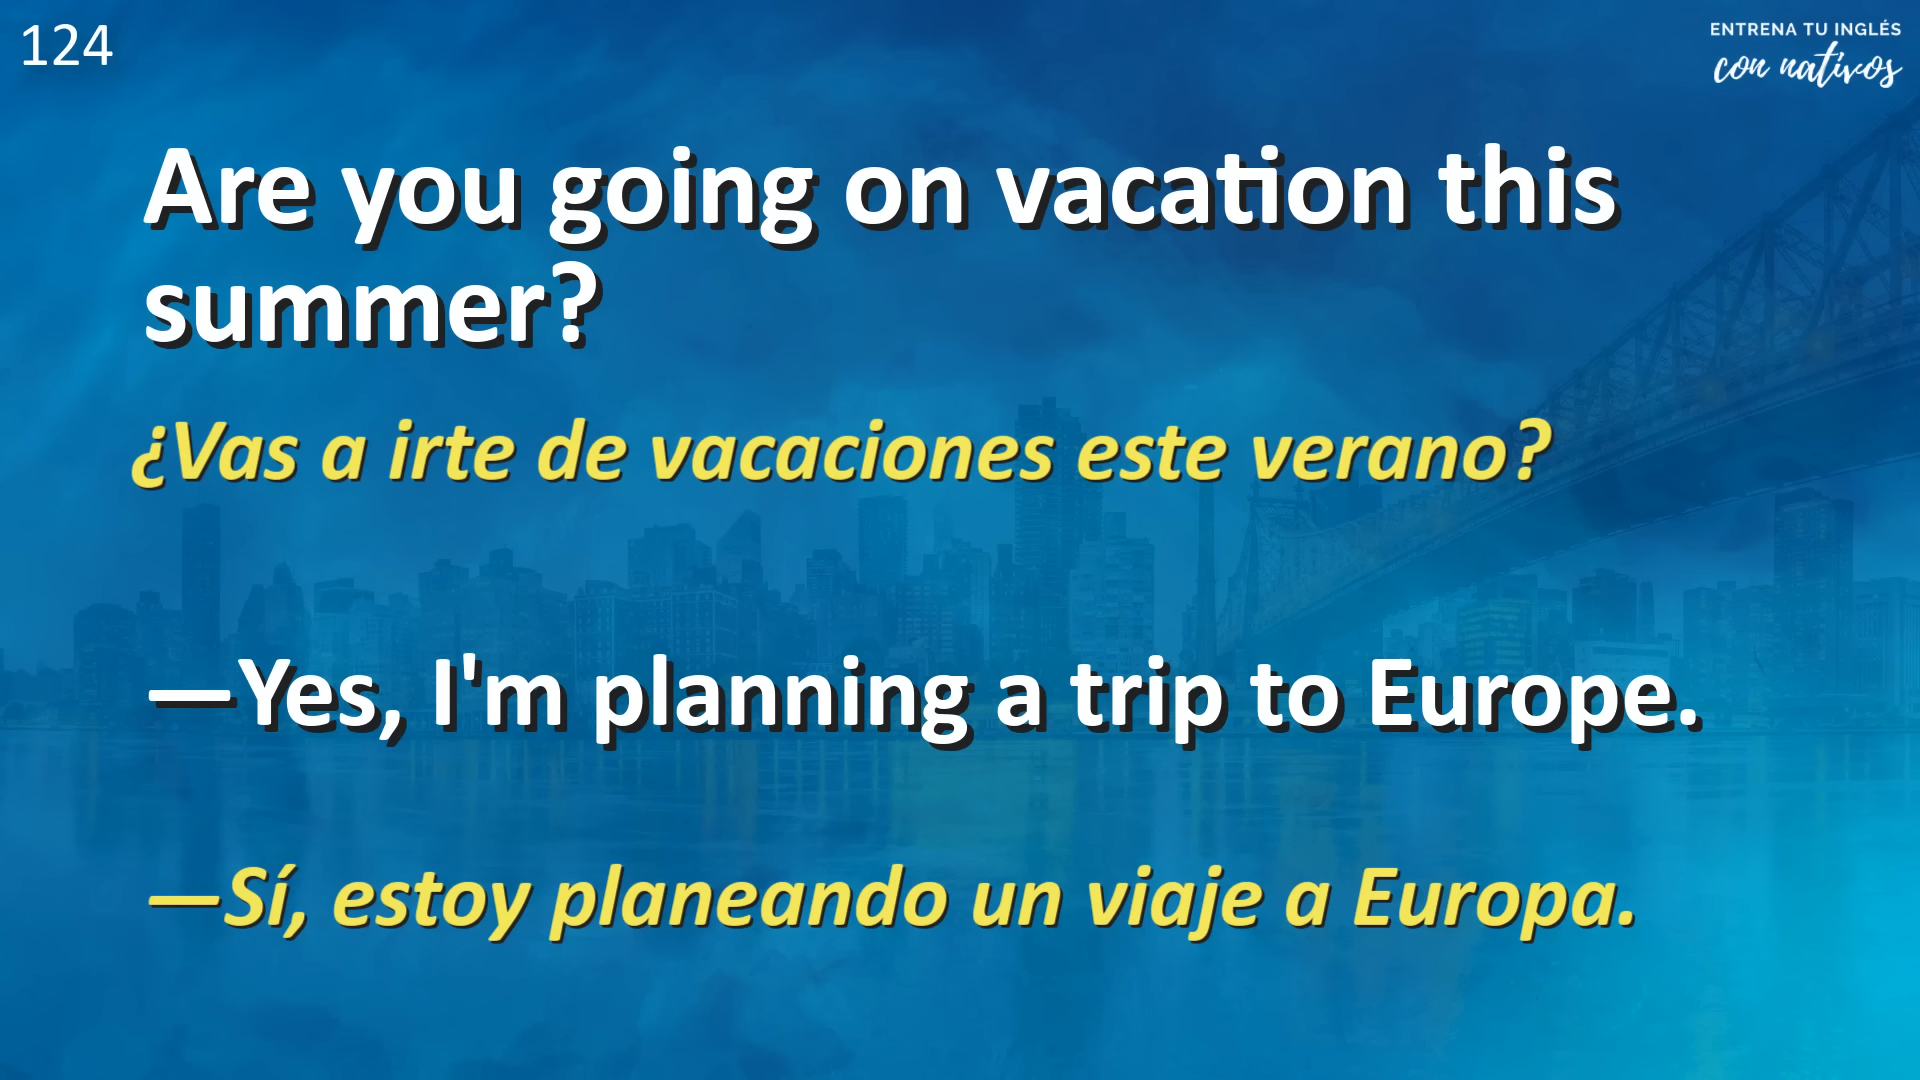 124
ENTRENA TU INGLÉS
con nativos
Are you going on vacation this
summer?
¿Vas a irte de vacaciones este verano?
—Yes, I'm planning a trip to Europe.
—Sí, estoy planeando un viaje a Europa.